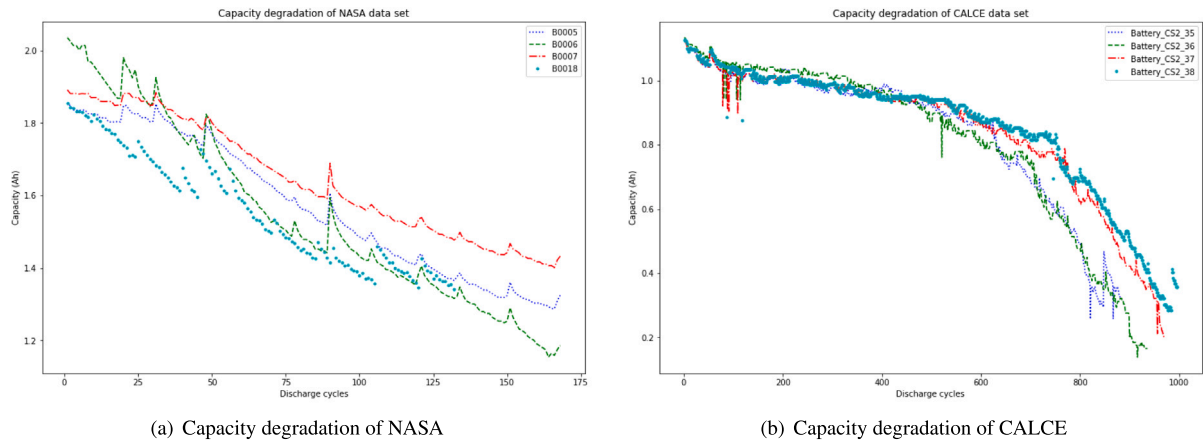 Capacity degradation of NASA data set
B0005
B0006
B0007
B0018
Capacity (Ah)
2.0
1.8
1.6
1.4
1.2
0
25
50
75
100
125
150
175
Discharge cycles
(a) Capacity degradation of NASA
Capacity degradation of CALCE data set
Battery_CS2_35
Battery_CS2_36
Battery_CS2_37
Battery_CS2_38
Capacity (Ah)
1.0
0.8
0.6
0.4
0.2
0
200
400
600
800
1000
Discharge cycles
(b) Capacity degradation of CALCE